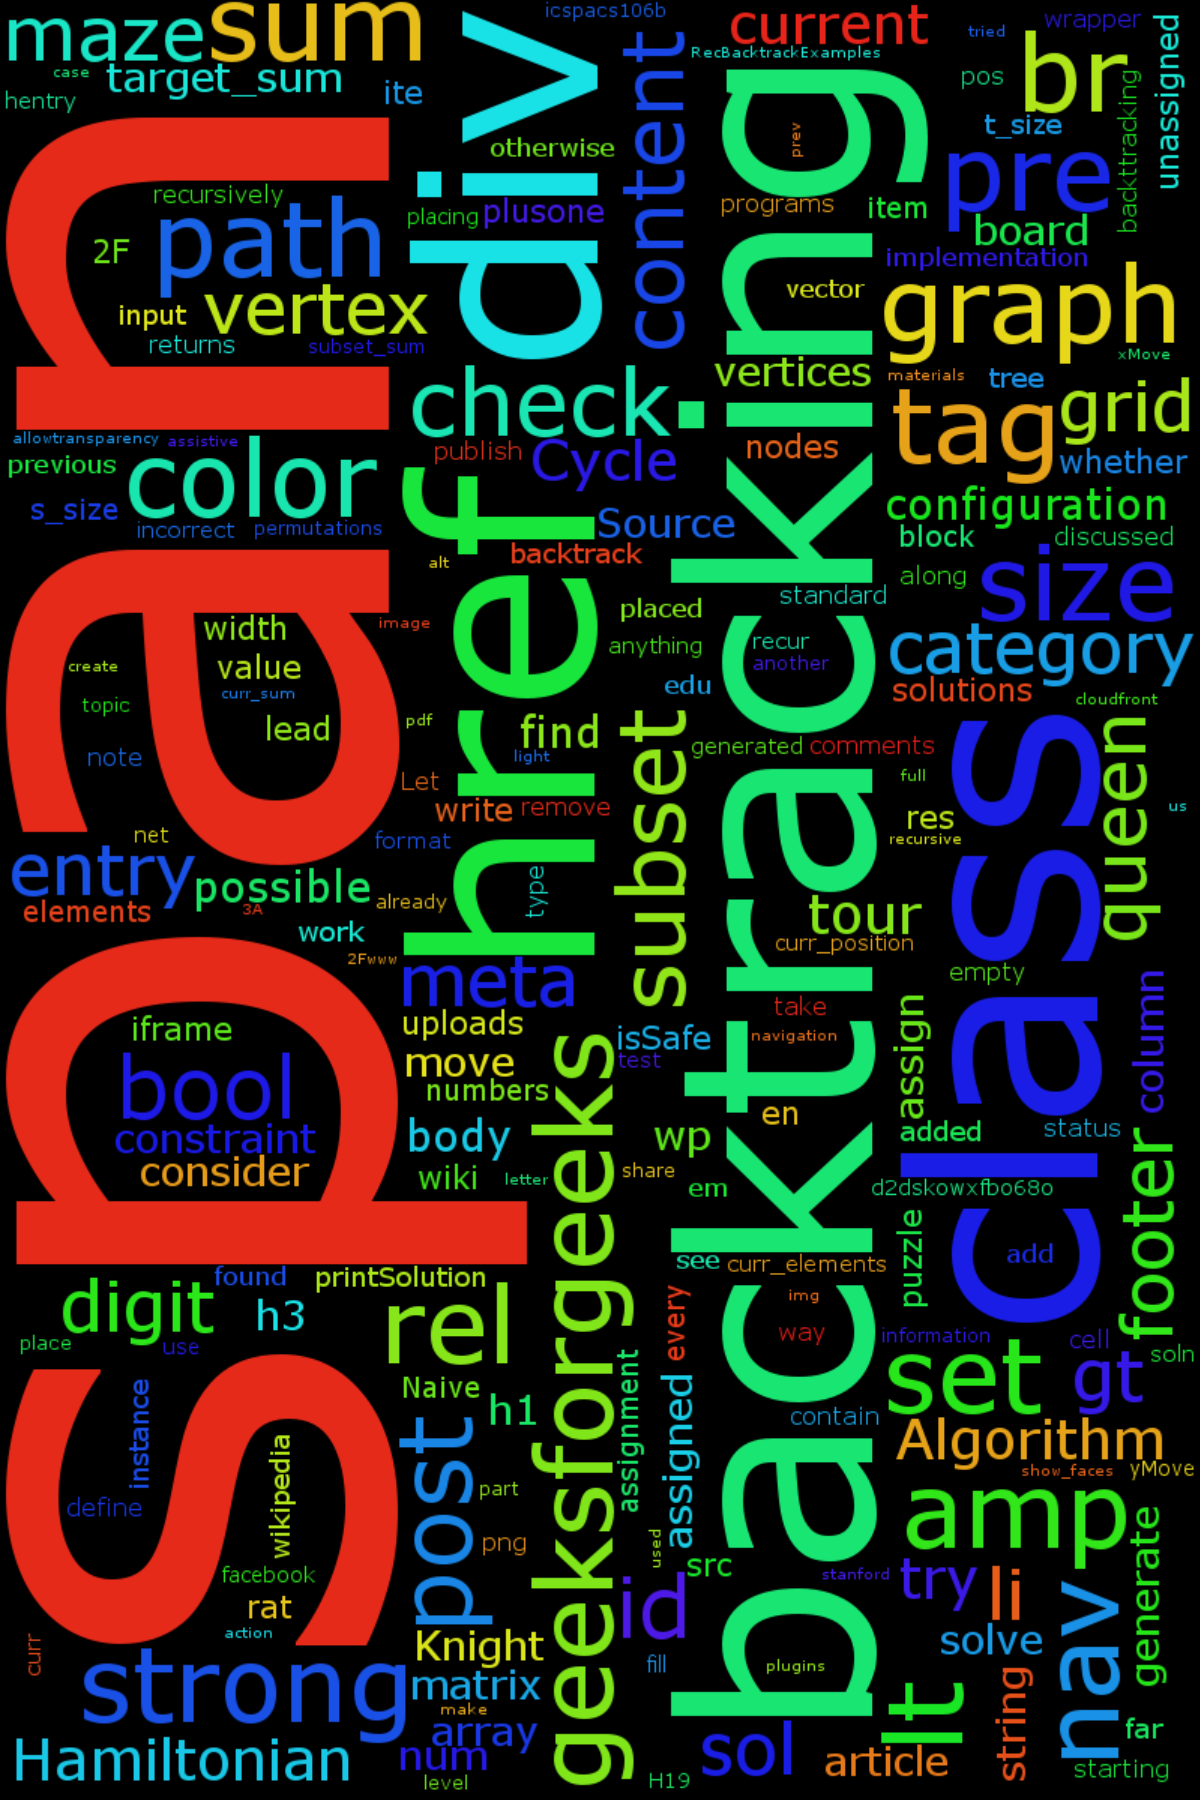 maze
sum
icspacs106b
current
wrapper
tried
RecBacktrackExamples
case
target_sum
hentry
ite
div
content
pos
br
unassigned
t_size
backttracking
otherwise
prev
pre
span
recursively
path
placing
plusone
programs
item
board
2F
implementation
input
vertex
vector
graph
returns
subset_sum
xMove
check
vertices
materials
tree
tag
grid
allowtransparency
assistive
previous
color
publish
Cycle
nodes
whether
s_size
incorrect
permutations
Source
configuration
block
discussed
backtrack
alt
href
along
size
standard
placed
image
width
anything
recur
another
category
create
value
curr_sum
edu
solutions
cloudfront
topic
lead
pdf
find
light
subset
generated
comments
queen
note
Let
full
write
remove
res
us
recursive
net
format
entry
possible
already
type
elements
3A
work
2Fwww
tour
curr_position
empty
meta
take
uploads
isSafe
navigation
assign
column
iframe
bool
move
test
numbers
en
class
constraint
body
wp
added
status
consider
wiki
letter
share
em
d2dskowxfbo68o
found
printSolution
see
curr_elements
puzzle
add
footer
digit
h3
rel
img
every
way
information
cell
place
use
soln
Naive
h1
assignment
set
gt
contain
instance
assigned
Algorithm
show_faces
yMove
define
wikipedia
post
part
geeksforgeeks
amp
png
used
src
backtracking
stanford
generate
facebook
try
li
id
rat
action
curr
Knight
solve
nav
fill
plugins
strong
matrix
make
lt
string
array
far
Hamiltonian
num
sol
article
starting
level
H19